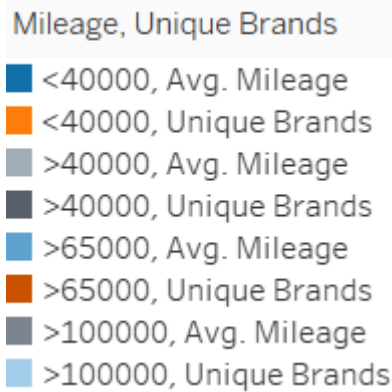 Mileage, Unique Brands
<40000, Avg. Mileage
<40000, Unique Brands
>40000, Avg. Mileage
>40000, Unique Brands
>65000, Avg. Mileage
>65000, Unique Brands
>100000, Avg. Mileage
>100000, Unique Brands